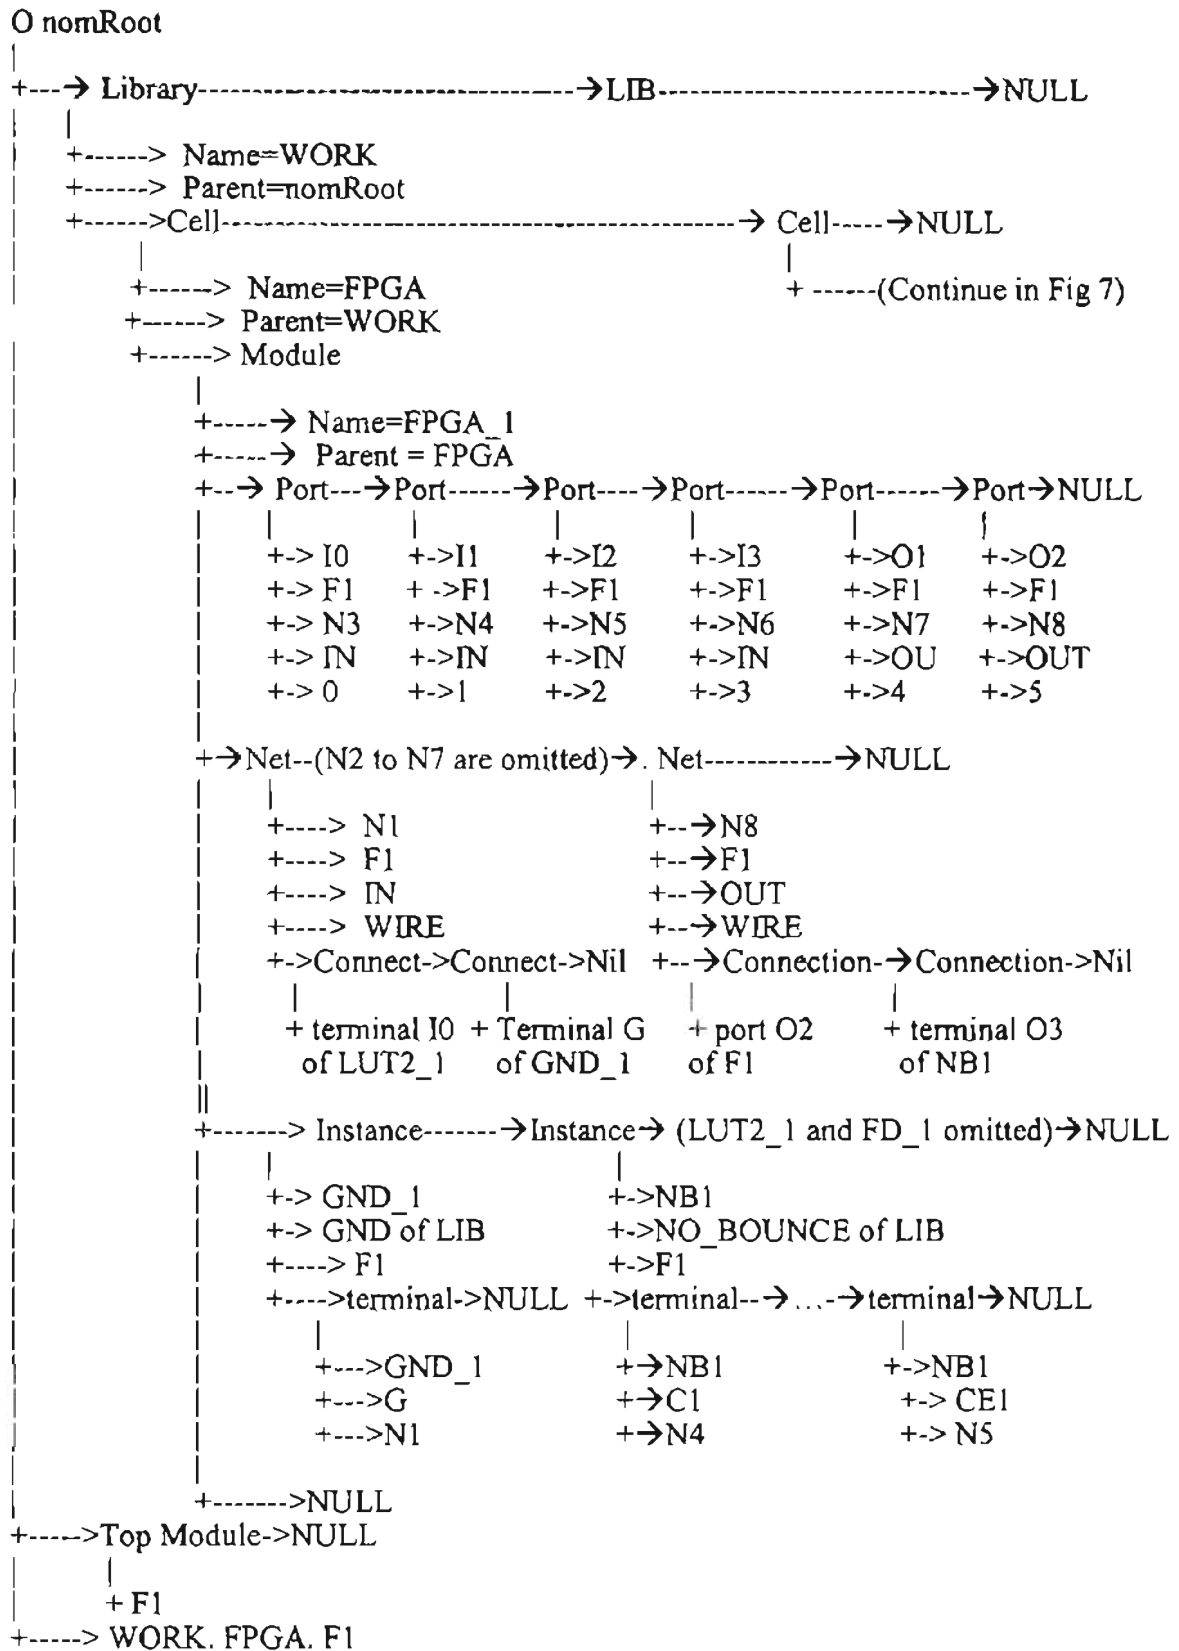 O nomRoot
|
+---→ Library------------------------------→LIB---------------------------→NULL
| |
| +------> Name=WORK
| +------> Parent=nomRoot
| +------>Cell---------------------------------------------→ Cell-----→NULL
| | |
| +------> Name=FPGA + ------(Continue in Fig 7)
| +------> Parent=WORK
| +------> Module
| |
| +-----→ Name=FPGA_1
| +-----→ Parent = FPGA
| +--→ Port---→Port------→Port----→Port------→Port------→Port→NULL
| | | | | | | |
| | +-> I0 +->I1 +->I2 +->I3 +->O1 +->O2
| | +-> F1 + ->F1 +->F1 +->F1 +->F1 +->F1
| | +-> N3 +->N4 +->N5 +->N6 +->N7 +->N8
| | +-> IN +->IN +->IN +->IN +->OU +->OUT
| | +-> 0 +->1 +->2 +->3 +->4 +->5
| |
| +→Net--(N2 to N7 are omitted)→. Net------------→NULL
| | | |
| | +----> N1 +--→N8
| | +----> F1 +--→F1
| | +----> IN +--→OUT
| | +----> WIRE +--→WIRE
| | +->Connect->Connect->Nil +--→Connection-→Connection->Nil
| | | | | |
| | + terminal I0 + Terminal G + port O2 + terminal O3
| | of LUT2_1 of GND_1 of F1 of NB1
| ||
| +-------> Instance-------→Instance→ (LUT2_1 and FD_1 omitted)→NULL
| | | |
| | +-> GND_1 +->NB1
| | +-> GND of LIB +->NO_BOUNCE of LIB
| | +----> F1 +->F1
| | +---->terminal->NULL +->terminal--→...-→terminal→NULL
| | | | |
| | +--->GND_1 +→NB1 +->NB1
| | +--->G +→C1 +-> CE1
| | +--->N1 +→N4 +-> N5
| |
| +------->NULL
+----->Top Module->NULL
| |
| + F1
+-----> WORK. FPGA. F1